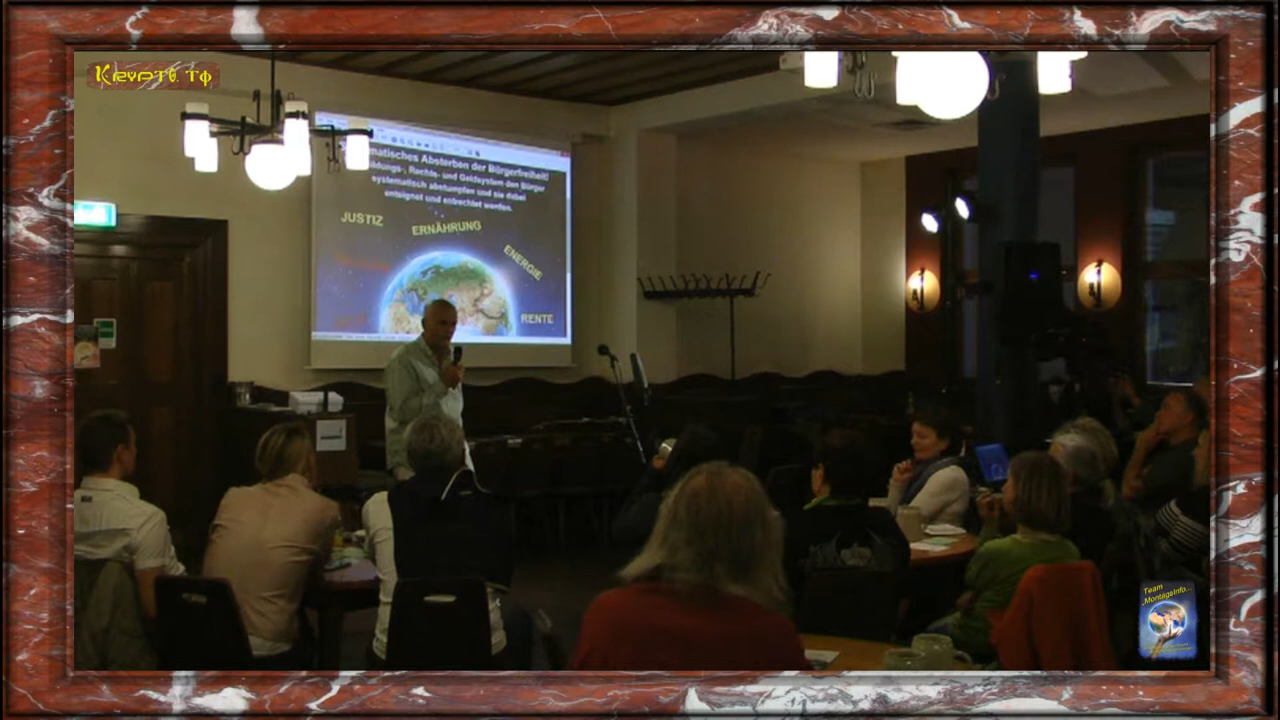 Krypto.TV
matisches Absterben der Bürgerfreiheit!
ldungs-, Rechts- und Geldsystem den Bürger
systematisch abstumpfen und sie dabei
enteignet und entrechtet werden.
JUSTIZ
ERNÄHRUNG
ENERGIE
RENTE
Team
„MontagsInfo„